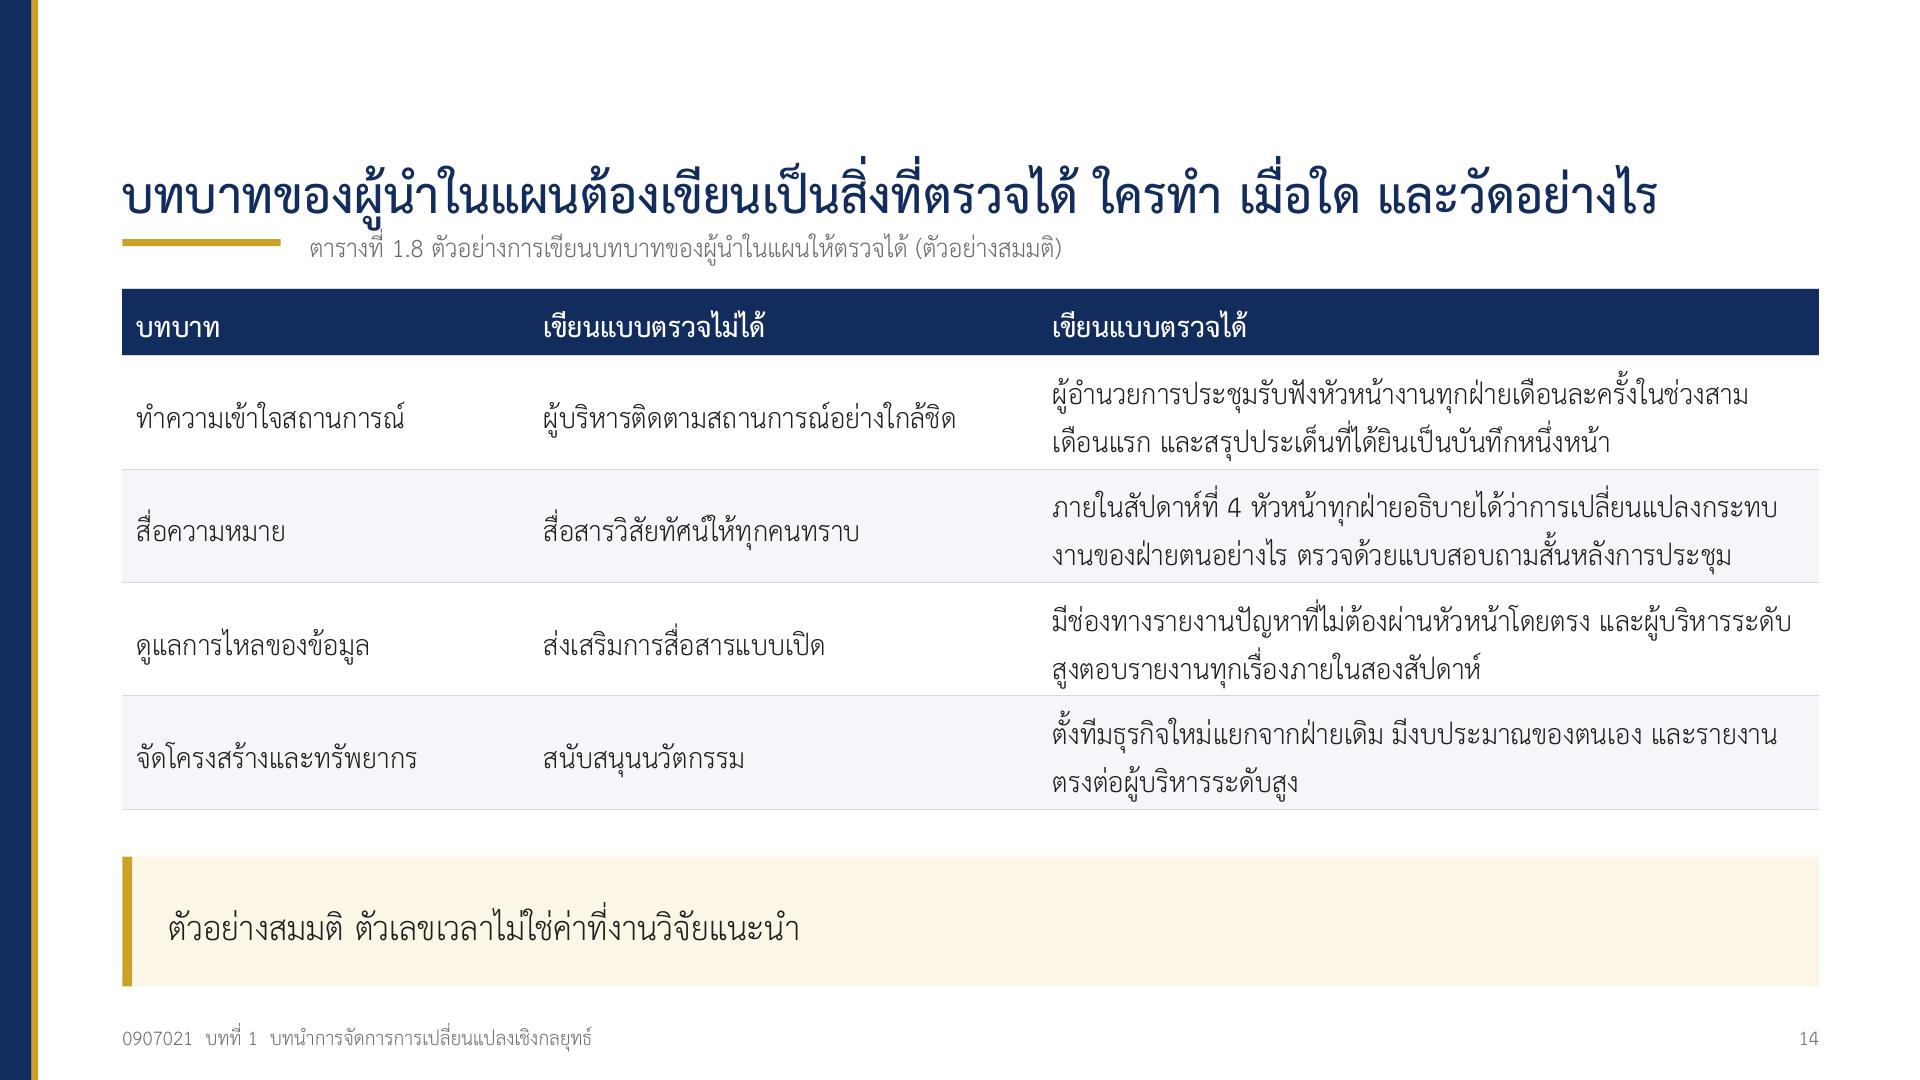 บทบาทของผู้นำในแผนต้องเขียนเป็นสิ่งที่ตรวจได้ ใครทำ เมื่อใด และวัดอย่างไร
ตารางที่ 1.8 ตัวอย่างการเขียนบทบาทของผู้นำในแผนให้ตรวจได้ (ตัวอย่างสมมติ)
บทบาท เขียนแบบตรวจไม่ได้ เขียนแบบตรวจได้
ทำความเข้าใจสถานการณ์ ผู้บริหารติดตามสถานการณ์อย่างใกล้ชิด ผู้อำนวยการประชุมรับฟังหัวหน้างานทุกฝ่ายเดือนละครั้งในช่วงสาม
เดือนแรก และสรุปประเด็นที่ได้ยินเป็นบันทึกหนึ่งหน้า
สื่อความหมาย สื่อสารวิสัยทัศน์ให้ทุกคนทราบ ภายในสัปดาห์ที่ 4 หัวหน้าทุกฝ่ายอธิบายได้ว่าการเปลี่ยนแปลงกระทบ
งานของฝ่ายตนอย่างไร ตรวจด้วยแบบสอบถามสั้นหลังการประชุม
ดูแลการไหลของข้อมูล ส่งเสริมการสื่อสารแบบเปิด มีช่องทางรายงานปัญหาที่ไม่ต้องผ่านหัวหน้าโดยตรง และผู้บริหารระดับ
สูงตอบรายงานทุกเรื่องภายในสองสัปดาห์
จัดโครงสร้างและทรัพยากร สนับสนุนนวัตกรรม ตั้งทีมธุรกิจใหม่แยกจากฝ่ายเดิม มีงบประมาณของตนเอง และรายงาน
ตรงต่อผู้บริหารระดับสูง
ตัวอย่างสมมติ ตัวเลขเวลาไม่ใช่ค่าที่งานวิจัยแนะนำ
0907021 บทที่ 1 บทนำการจัดการการเปลี่ยนแปลงเชิงกลยุทธ์ 14